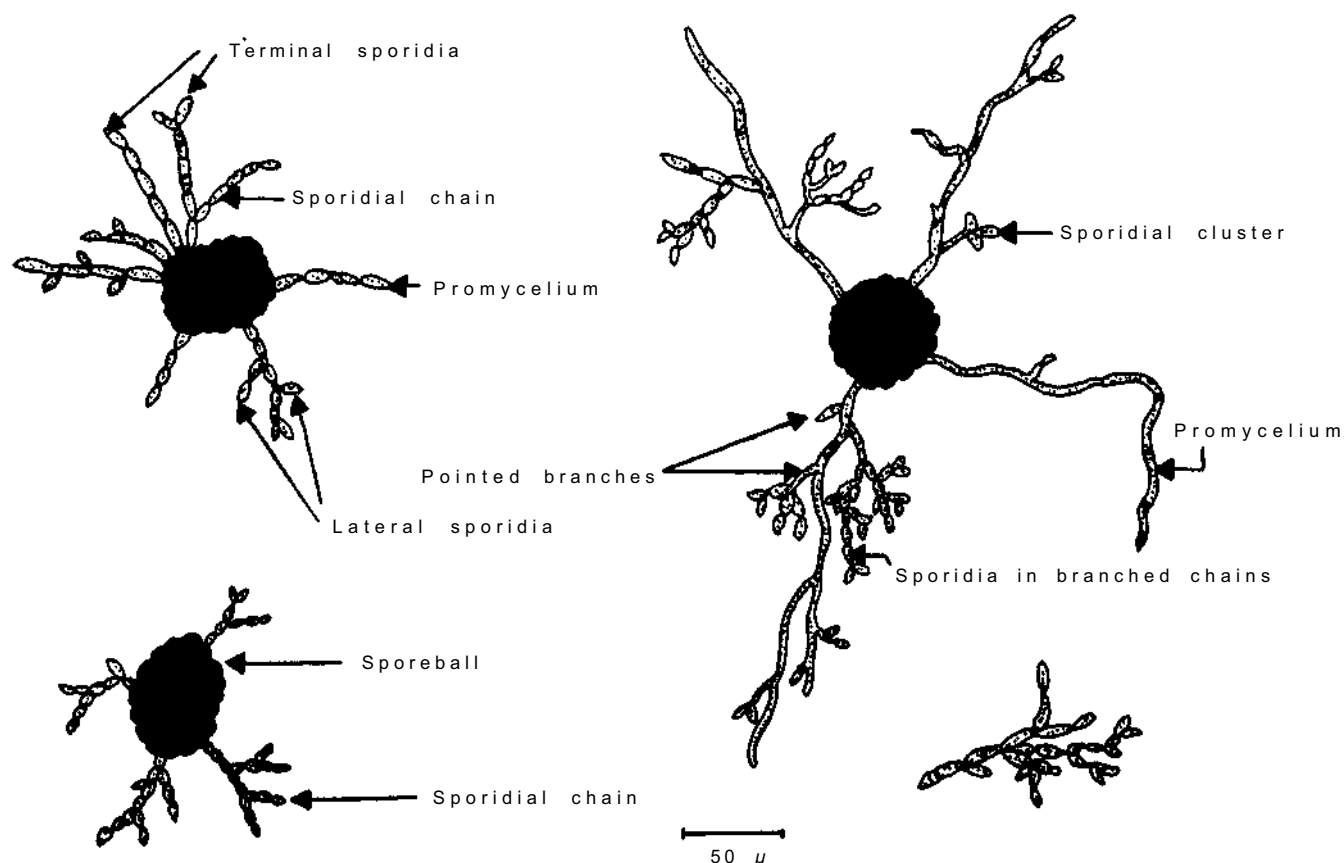 Terminal sporidia
Sporidial chain
Sporidial cluster
Promycelium
Promycelium
Pointed branches
Lateral sporidia
Sporidia in branched chains
Sporeball
Sporidial chain
50 μ